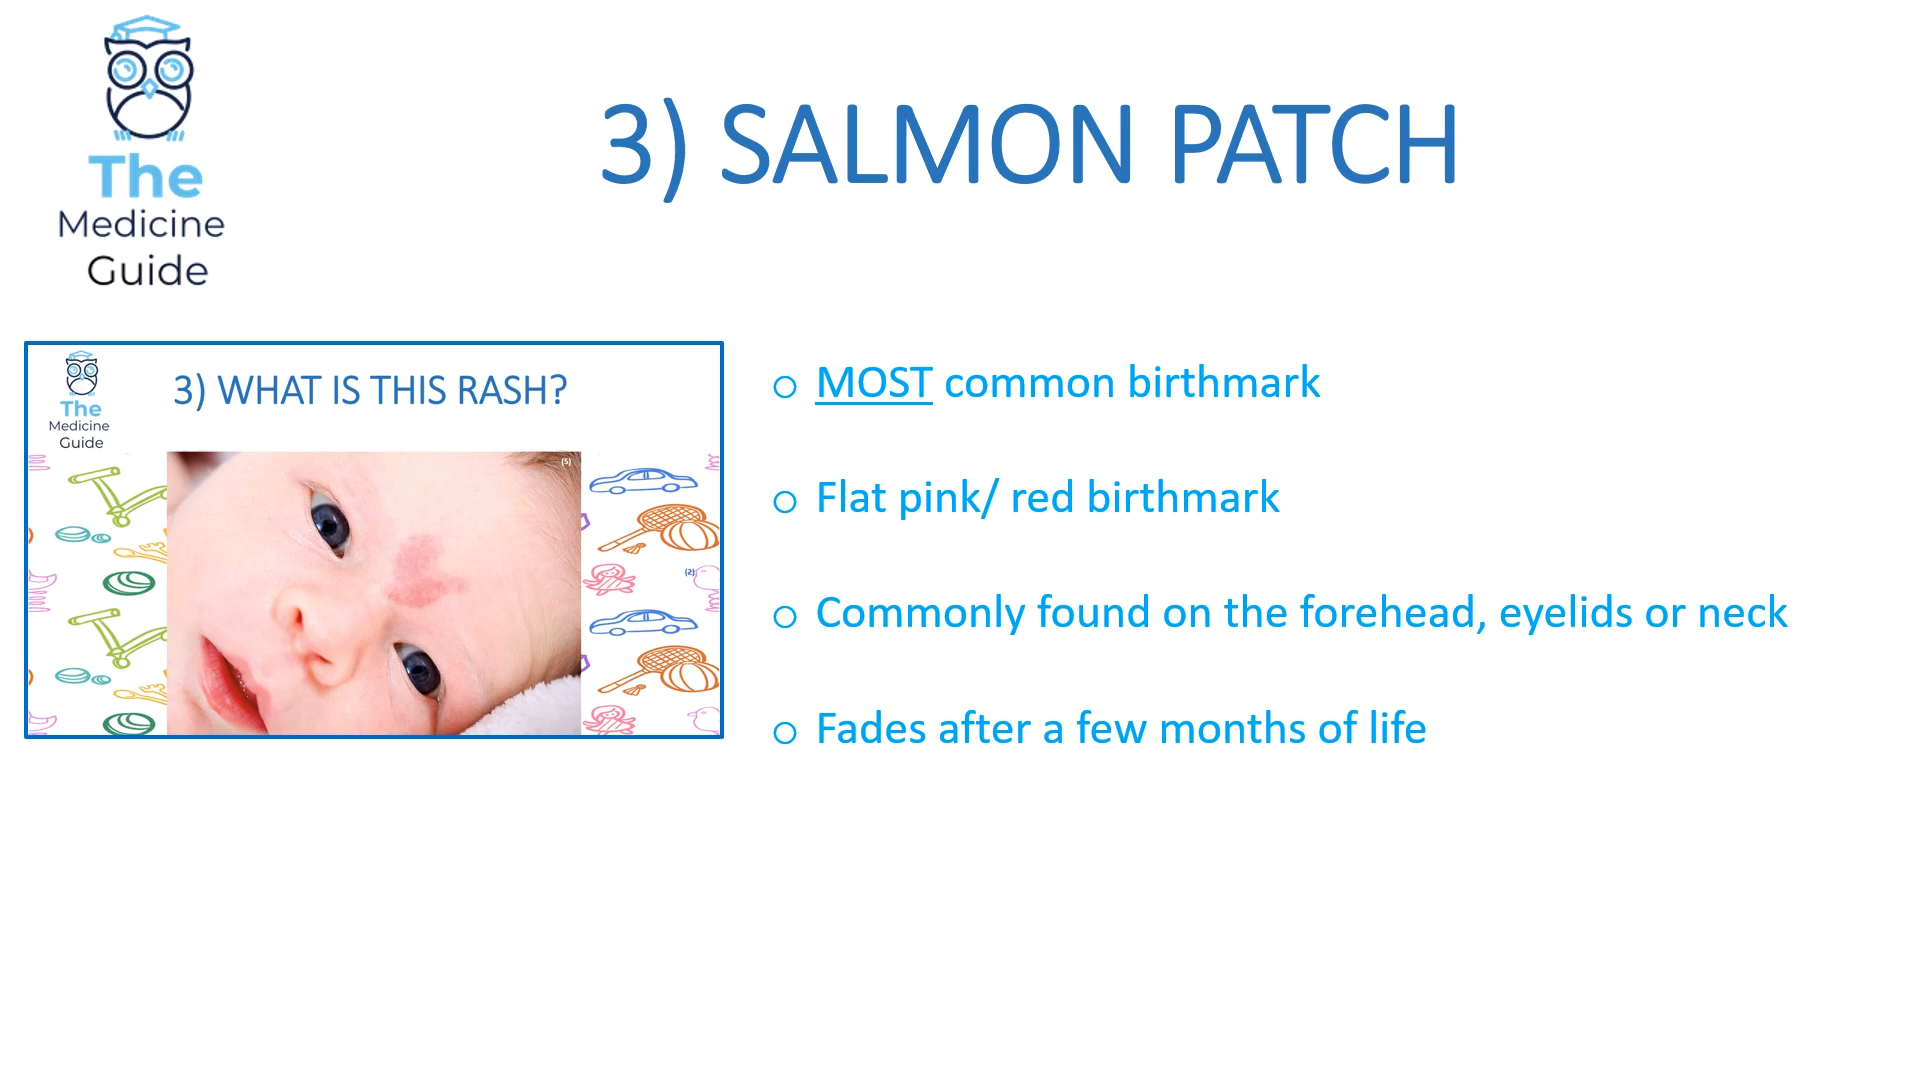 The
Medicine
Guide
3) SALMON PATCH
The
Medicine
Guide
3) WHAT IS THIS RASH?
(5)
(2)
○ MOST common birthmark
○ Flat pink/ red birthmark
○ Commonly found on the forehead, eyelids or neck
○ Fades after a few months of life